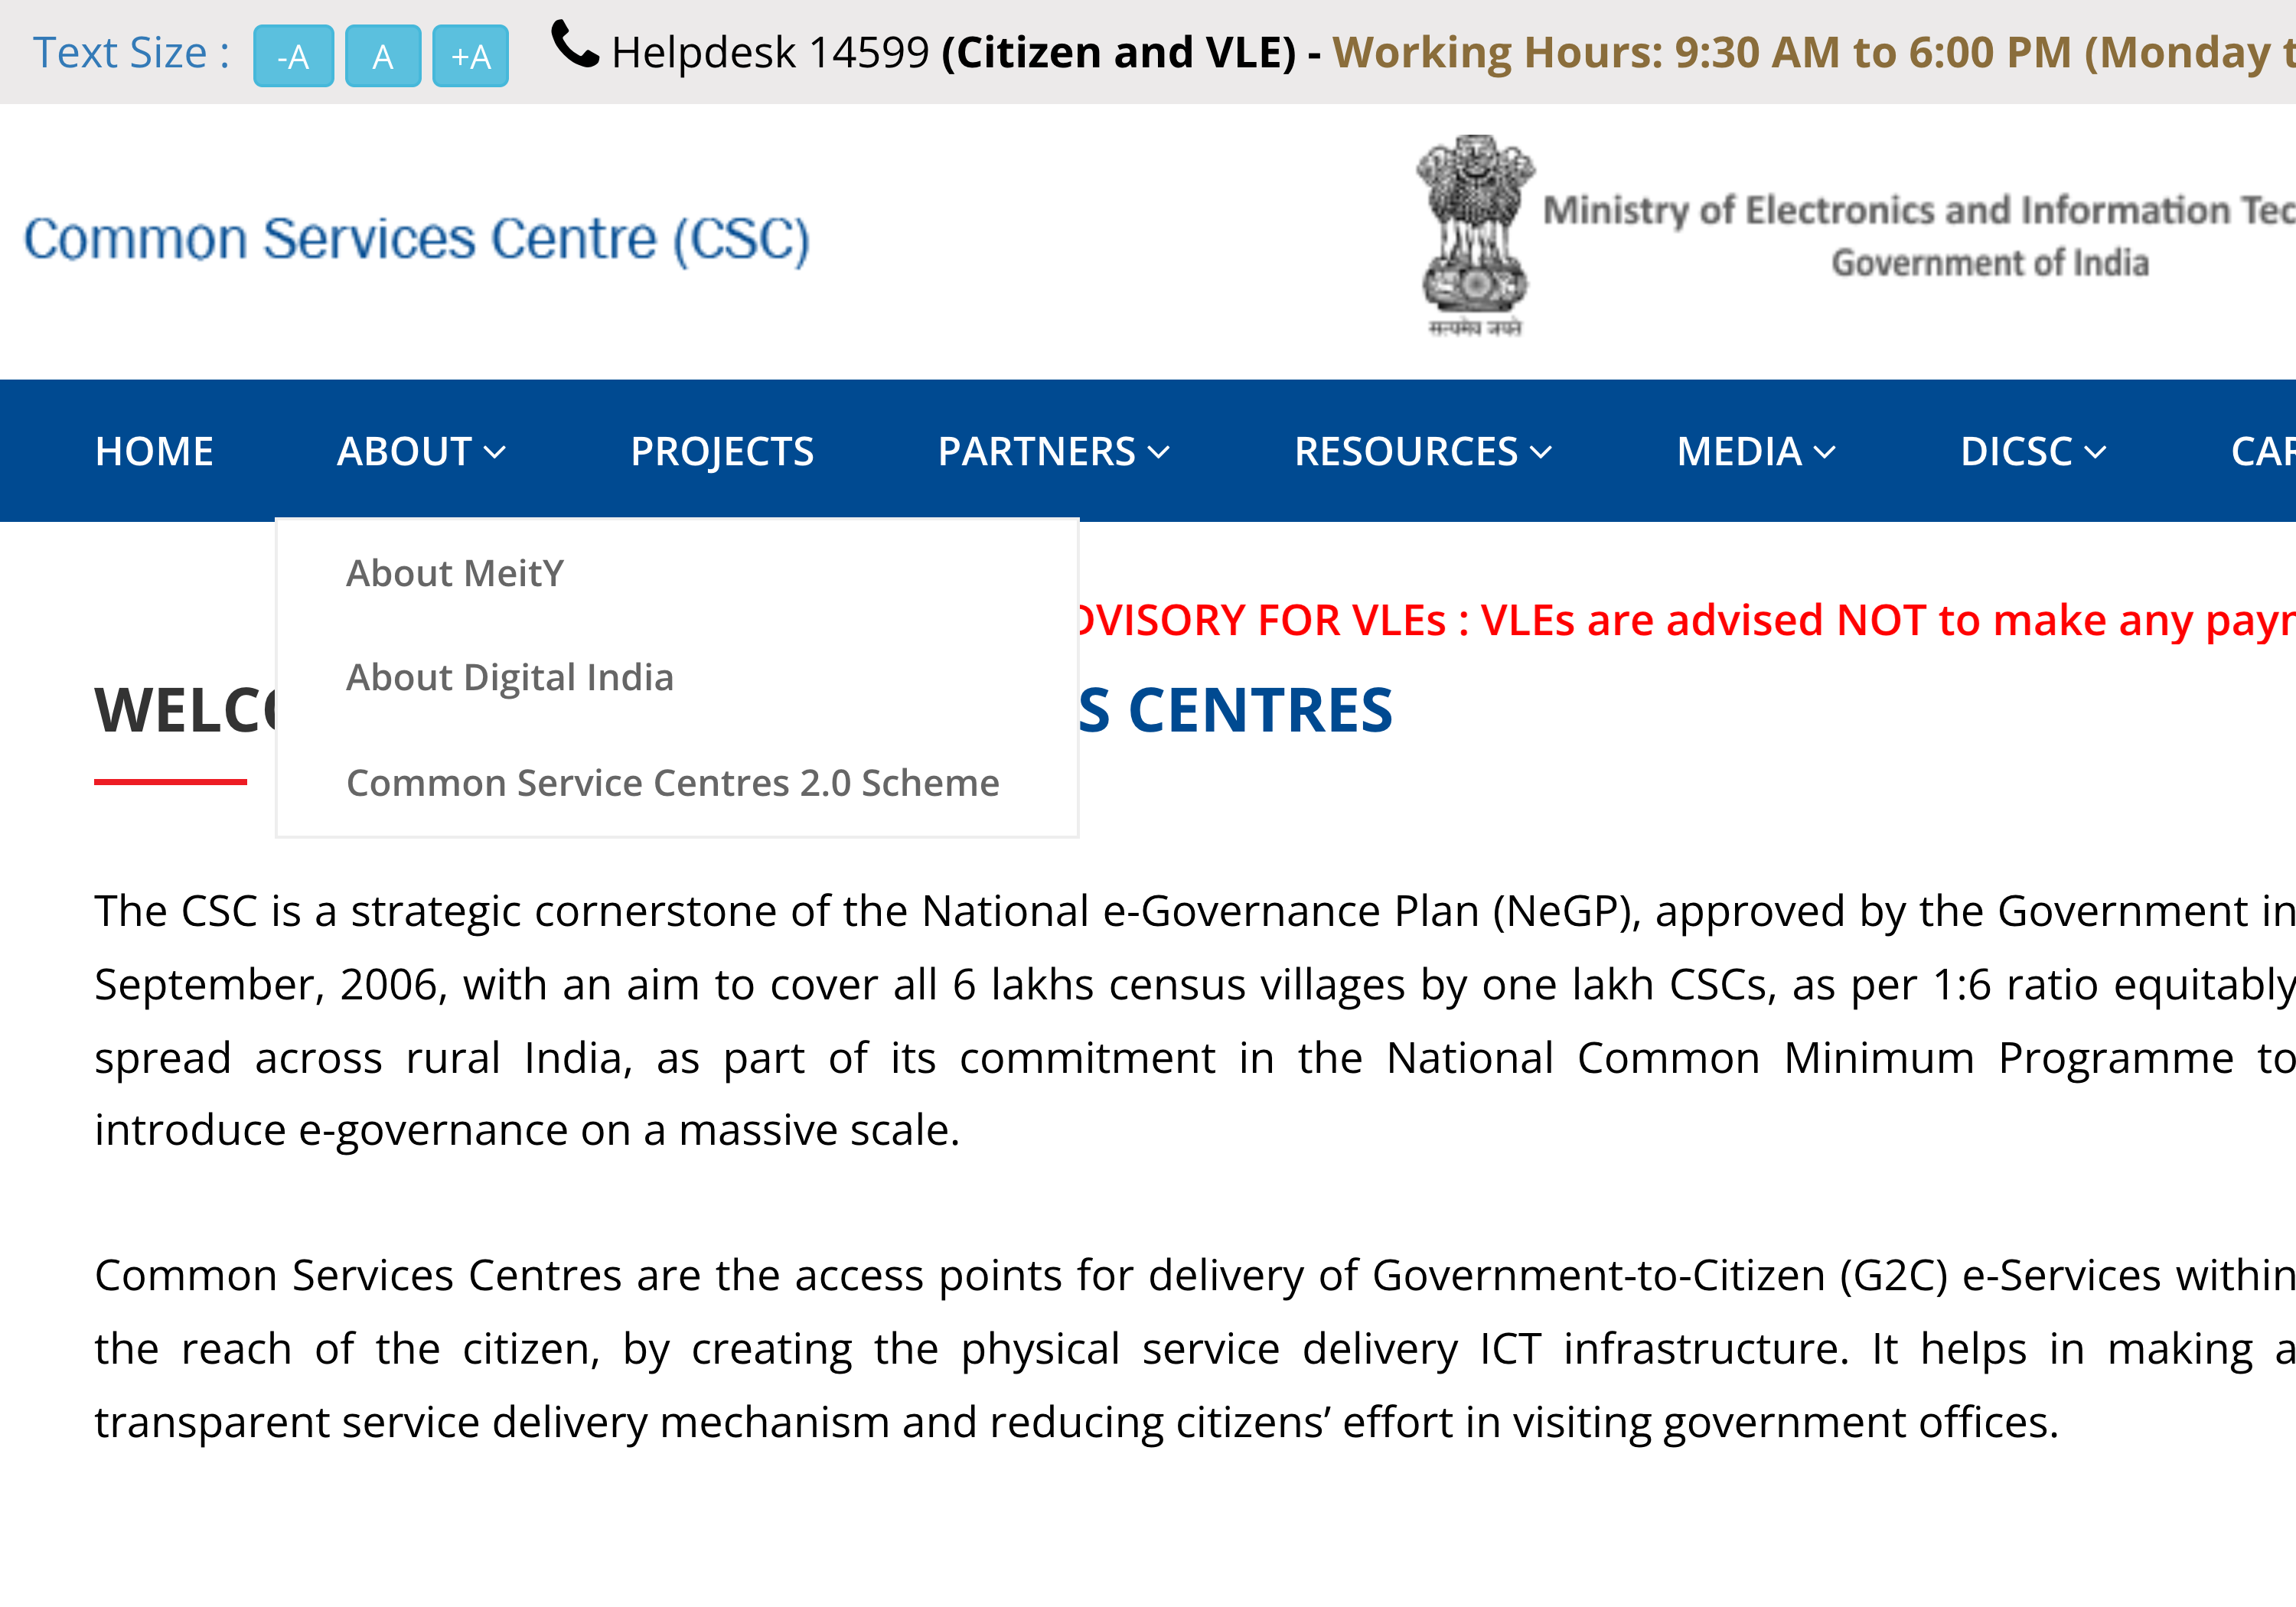 Text Size : -A A +A Helpdesk 14599 (Citizen and VLE) - Working Hours: 9:30 AM to 6:00 PM (Monday
Common Services Centre (CSC)
Ministry of Electronics and Information
Government of India
सत्यमेव जयते
HOME ABOUT PROJECTS PARTNERS RESOURCES MEDIA DICSC
About MeitY
About Digital India
Common Service Centres 2.0 Scheme
DVISORY FOR VLEs : VLEs are advised NOT to make any
S CENTRES
The CSC is a strategic cornerstone of the National e-Governance Plan (NeGP), approved by the Government in
September, 2006, with an aim to cover all 6 lakhs census villages by one lakh CSCs, as per 1:6 ratio equitably
spread across rural India, as part of its commitment in the National Common Minimum Programme to
introduce e-governance on a massive scale.
Common Services Centres are the access points for delivery of Government-to-Citizen (G2C) e-Services within
the reach of the citizen, by creating the physical service delivery ICT infrastructure. It helps in making a
transparent service delivery mechanism and reducing citizens’ effort in visiting government offices.